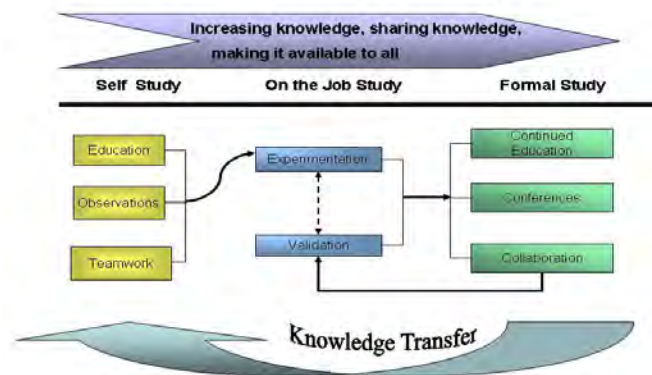 Increasing knowledge, sharing knowledge,
making it available to all
Self Study
On the Job Study
Formal Study
Education
Observations
Teamwork
Experimentation
Validation
Continued
Education
Conferences
Collaboration
Knowledge Transfer